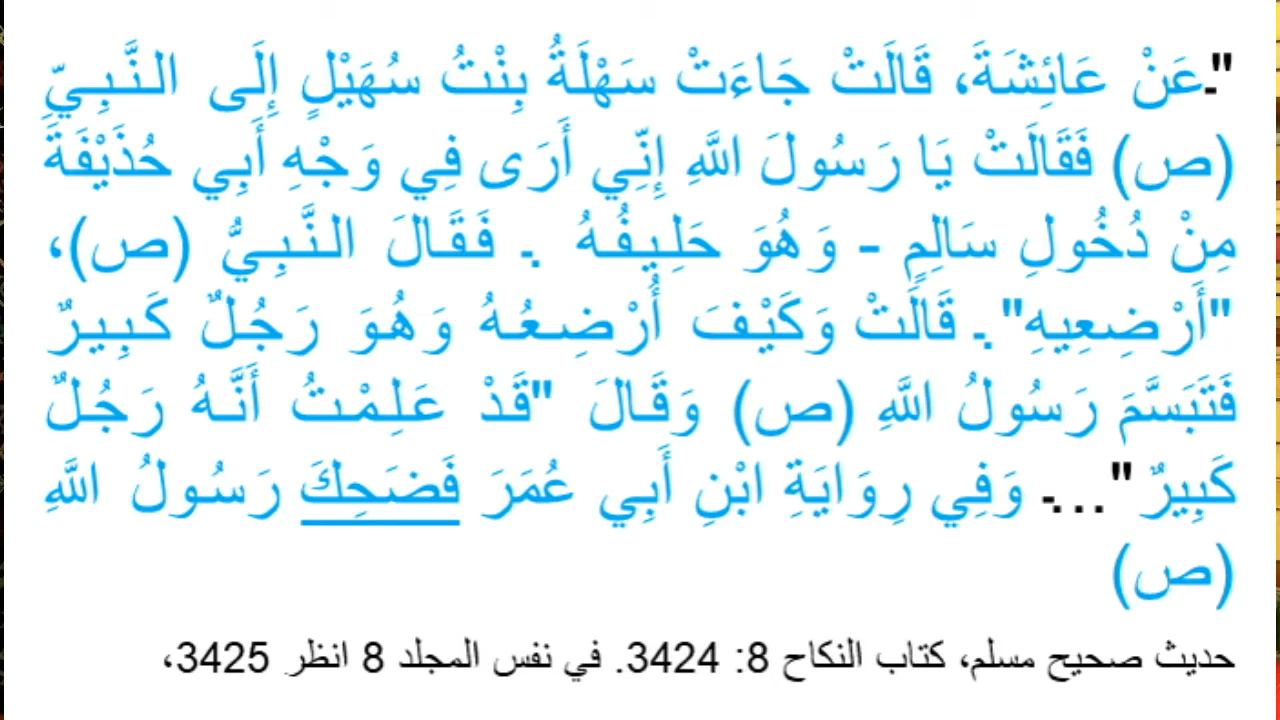 "ـعَنْ عَائِشَةَ، قَالَتْ جَاءَتْ سَهْلَةُ بِنْتُ سُهَيْلٍ إِلَى النَّبِيِّ
(ص) فَقَالَتْ يَا رَسُولَ اللَّهِ إِنِّي أَرَى فِي وَجْهِ أَبِي حُذَيْفَةَ
مِنْ دُخُولِ سَالِمٍ - وَهُوَ حَلِيفُهُ ‏.‏ فَقَالَ النَّبِيُّ (ص)،
"أَرْضِعِيهِ" ‏.‏ قَالَتْ وَكَيْفَ أُرْضِعُهُ وَهُوَ رَجُلٌ كَبِيرٌ
فَتَبَسَّمَ رَسُولُ اللَّهِ (ص) وَقَالَ "قَدْ عَلِمْتُ أَنَّهُ رَجُلٌ
كَبِيرٌ "...ـ وَفِي رِوَايَةِ ابْنِ أَبِي عُمَرَ فَضَحِكَ رَسُولُ اللَّهِ
(ص)
حديث صحيح مسلم، كتاب النكاح 8: 3424. في نفس المجلد 8 انظر 3425،